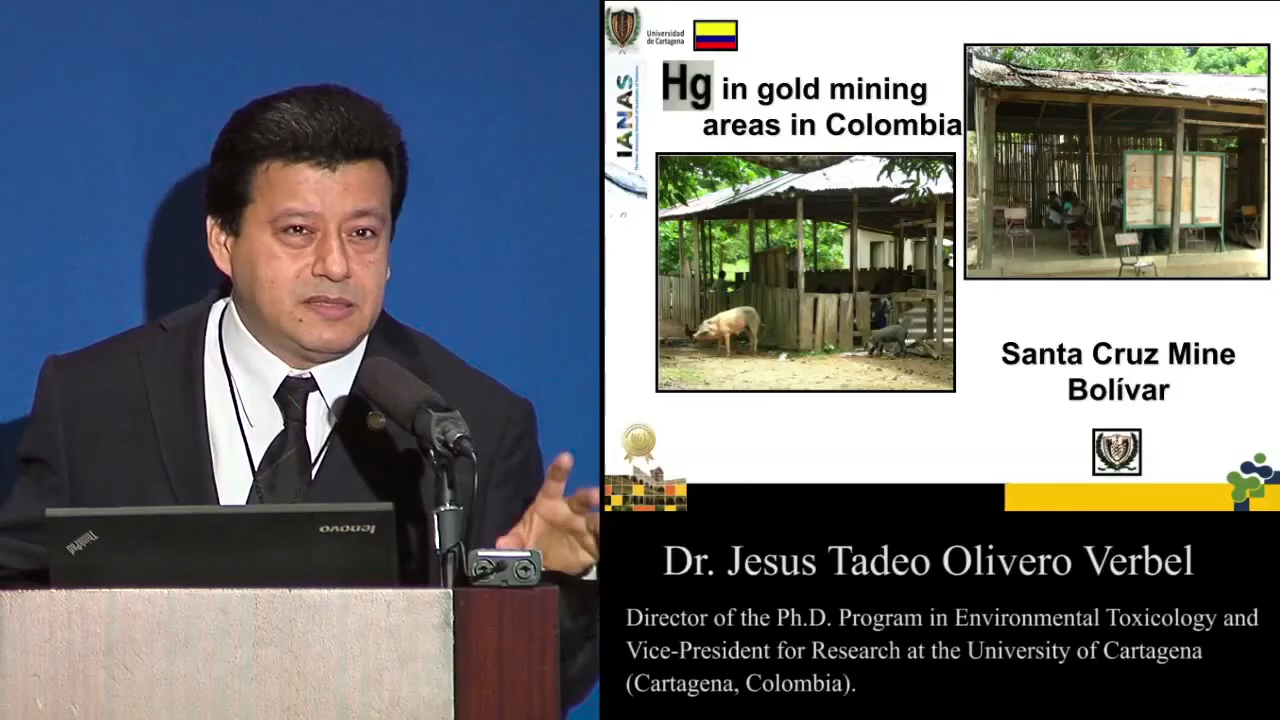 Universidad
de Cartagena
IANAS
Hg in gold mining
areas in Colombia
Santa Cruz Mine
Bolívar
ThinkPad
lenovo
Dr. Jesus Tadeo Olivero Verbel
Director of the Ph.D. Program in Environmental Toxicology and
Vice-President for Research at the University of Cartagena
(Cartagena, Colombia).